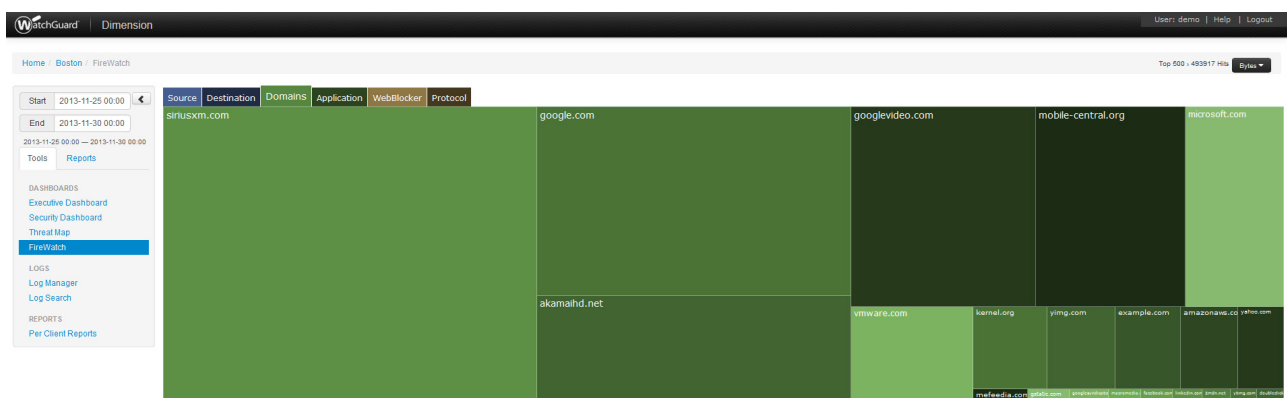 WatchGuard | Dimension
User: demo | Help | Logout
Home / Boston / FireWatch
Top 500 : 493917 Hits
Bytes
Start 2013-11-25 00:00
End 2013-11-30 00:00
2013-11-25 00:00 — 2013-11-30 00:00
Tools Reports
DASHBOARDS
Executive Dashboard
Security Dashboard
Threat Map
FireWatch
LOGS
Log Manager
Log Search
REPORTS
Per Client Reports
Source Destination Domains Application WebBlocker Protocol
siriusxm.com
google.com
googlevideo.com
mobile-central.org
microsoft.com
akamaihd.net
vmware.com
kernel.org
yimg.com
example.com
amazonaws.co
yahoo.com
mefeedia.com
gstatic.com